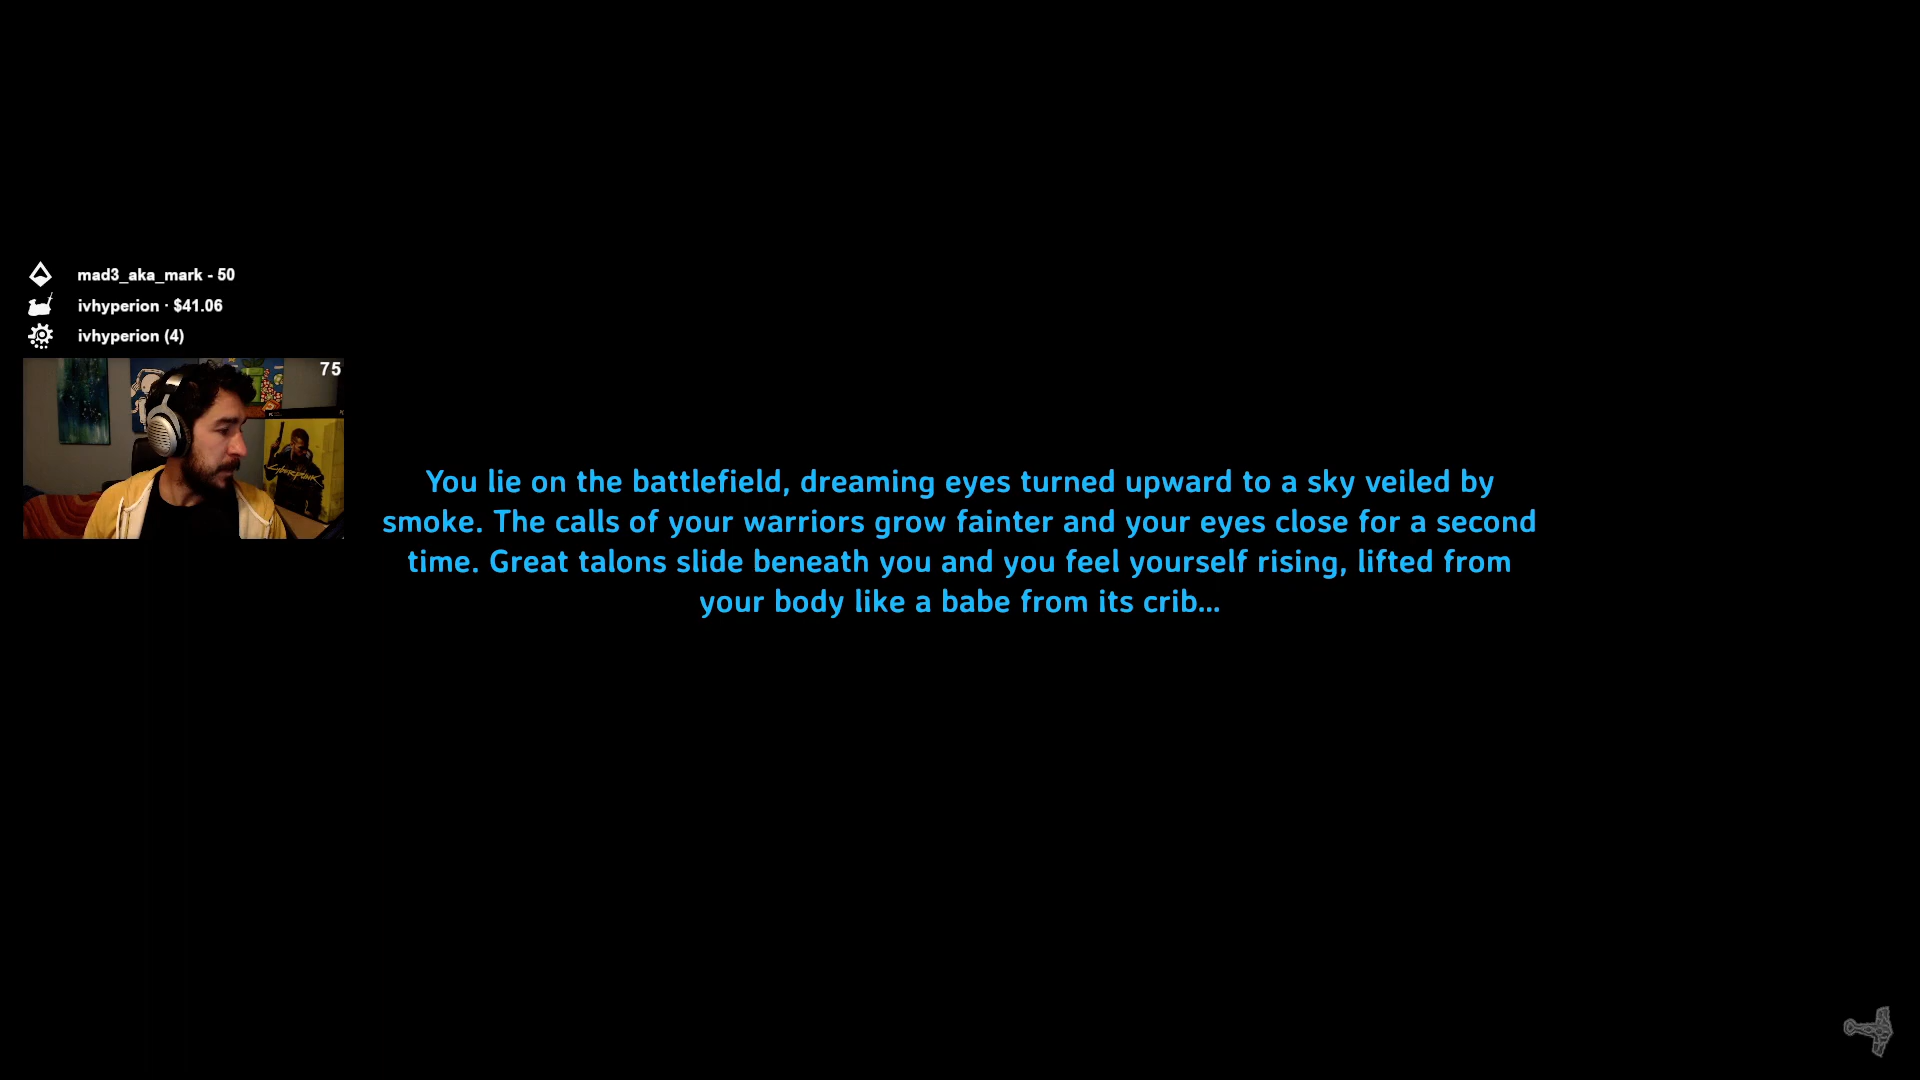 mad3_aka_mark - 50
ivhyperion · $41.06
ivhyperion (4)
75
Cyberpunk
You lie on the battlefield, dreaming eyes turned upward to a sky veiled by
smoke. The calls of your warriors grow fainter and your eyes close for a second
time. Great talons slide beneath you and you feel yourself rising, lifted from
your body like a babe from its crib...